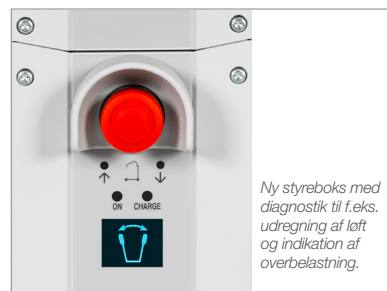 ON CHARGE
Ny styreboks med
diagnostik til f.eks.
udregning af løft
og indikation af
overbelastning.